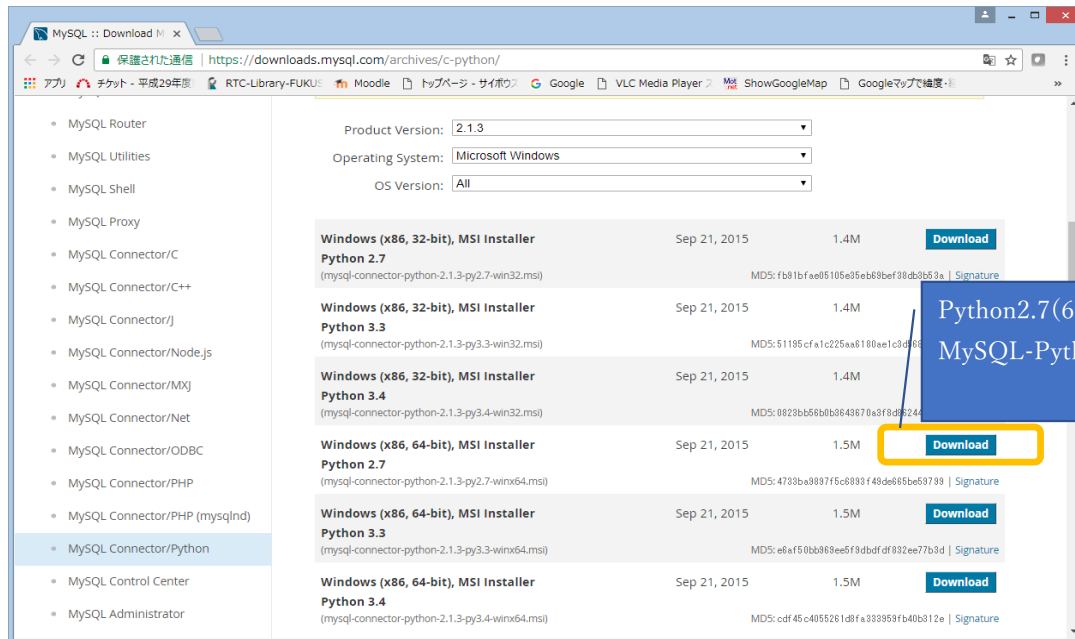 MySQL :: Download M
保護された通信 | https://downloads.mysql.com/archives/c-python/
アプリ チケット - 平成29年度 RTC-Library-FUKUS Moodle トップページ - サイボウズ Google VLC Media Player ShowGoogleMap Googleマップで緯度・ »
MySQL Router
MySQL Utilities
MySQL Shell
MySQL Proxy
MySQL Connector/C
MySQL Connector/C++
MySQL Connector/J
MySQL Connector/Node.js
MySQL Connector/MXJ
MySQL Connector/Net
MySQL Connector/ODBC
MySQL Connector/PHP
MySQL Connector/PHP (mysqlnd)
MySQL Connector/Python
MySQL Control Center
MySQL Administrator
Product Version: 2.1.3
Operating System: Microsoft Windows
OS Version: All
Windows (x86, 32-bit), MSI Installer Sep 21, 2015 1.4M Download
Python 2.7
(mysql-connector-python-2.1.3-py2.7-win32.msi) MD5: fb91bfae05105e35eb69bef38db3b53a | Signature
Windows (x86, 32-bit), MSI Installer Sep 21, 2015 1.4M
Python 3.3
(mysql-connector-python-2.1.3-py3.3-win32.msi) MD5:
Windows (x86, 32-bit), MSI Installer Sep 21, 2015 1.4M
Python 3.4
(mysql-connector-python-2.1.3-py3.4-win32.msi) MD5:
Python2.7(6
MySQL-Pyth
Windows (x86, 64-bit), MSI Installer Sep 21, 2015 1.5M Download
Python 2.7
(mysql-connector-python-2.1.3-py2.7-winx64.msi) MD5: 4733ba9897f5c6893f49de665be59799 | Signature
Windows (x86, 64-bit), MSI Installer Sep 21, 2015 1.5M Download
Python 3.3
(mysql-connector-python-2.1.3-py3.3-winx64.msi) MD5: e6af50bb969ee5f9dbdfdf832ee77b3d | Signature
Windows (x86, 64-bit), MSI Installer Sep 21, 2015 1.5M Download
Python 3.4
(mysql-connector-python-2.1.3-py3.4-winx64.msi) MD5: cdf45c4055261d8fa333959fb40b312e | Signature